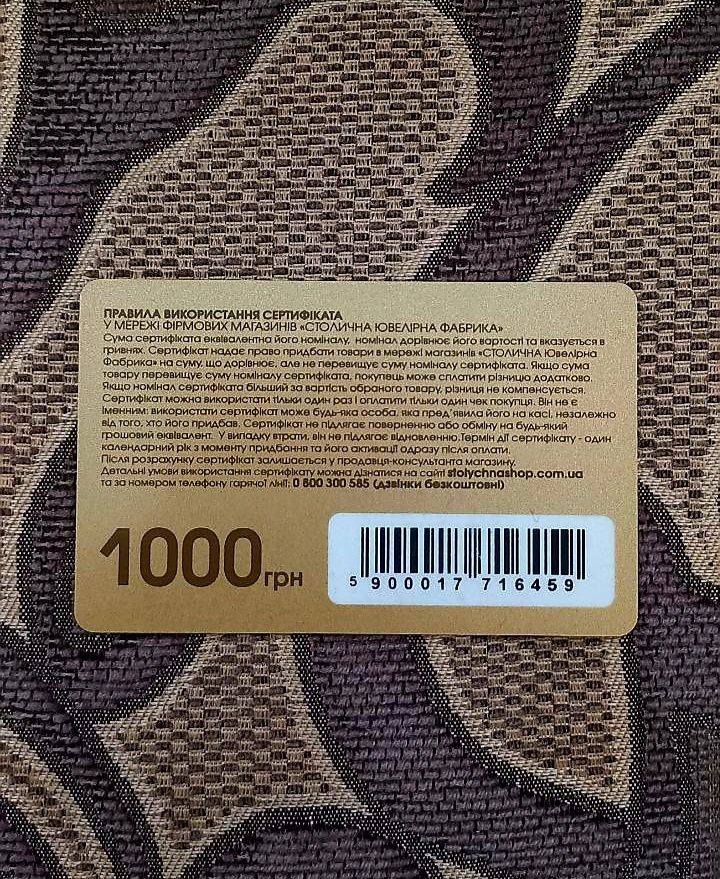 ПРАВИЛА ВИКОРИСТАННЯ СЕРТИФІКАТА
У МЕРЕЖІ ФІРМОВИХ МАГАЗИНІВ «СТОЛИЧНА ЮВЕЛІРНА ФАБРИКА»
Сума сертифіката еквівалентна його номіналу, номінал дорівнює його вартості та вказується в
гривнях. Сертифікат надає право придбати товари в мережі магазинів «СТОЛИЧНА Ювелірна
Фабрика» на суму, що дорівнює, але не перевищує суму номіналу сертифіката. Якщо сума
товару перевищує суму номіналу сертифікату, покупець може сплатити різницю додатково.
Якщо номінал сертифікатів більший за вартість обраного товару, різниця не компенсується.
Сертифікат можна використати тільки один раз і оплатити тільки один чек покупця. Він не є
іменним: використати сертифікат може будь-яка особа, яка пред'явила його на касі, незалежно
від того, хто його придбав. Сертифікат не підлягає поверненню або обміну на будь-який
грошовий еквівалент. У випадку втрати, він не підлягає відновленню.Термін дії сертифікату - один
календарний рік з моменту придбання та його активації одразу після оплати.
Після розрахунку сертифікат залишається у продавця-консультанта магазину.
Детальні умови використання сертифікату можна дізнатися на сайті stolychnashop.com.ua
та за номером телефону гарячої лінії: 0 800 300 585 (дзвінки безкоштовні)
1000грн
5 900017 716459